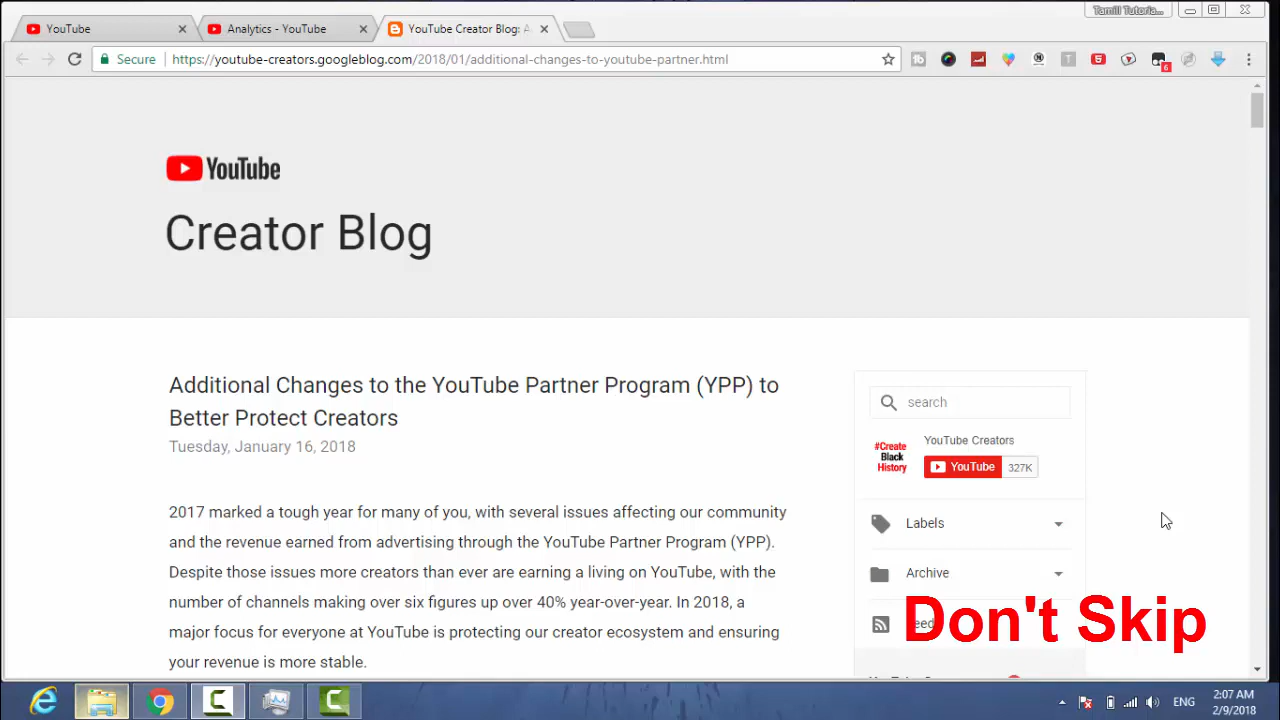 Tamill Tutoria...
YouTube
Analytics - YouTube
YouTube Creator Blog: A
Secure
https://youtube-creators.googleblog.com/2018/01/additional-changes-to-youtube-partner.html
YouTube
Creator Blog
Additional Changes to the YouTube Partner Program (YPP) to
Better Protect Creators
Tuesday, January 16, 2018
2017 marked a tough year for many of you, with several issues affecting our community
and the revenue earned from advertising through the YouTube Partner Program (YPP).
Despite those issues more creators than ever are earning a living on YouTube, with the
number of channels making over six figures up over 40% year-over-year. In 2018, a
major focus for everyone at YouTube is protecting our creator ecosystem and ensuring
your revenue is more stable.
search
#Create
Black
History
YouTube Creators
YouTube 327K
Labels
Archive
Don't Skip
ENG
2:07 AM
2/9/2018